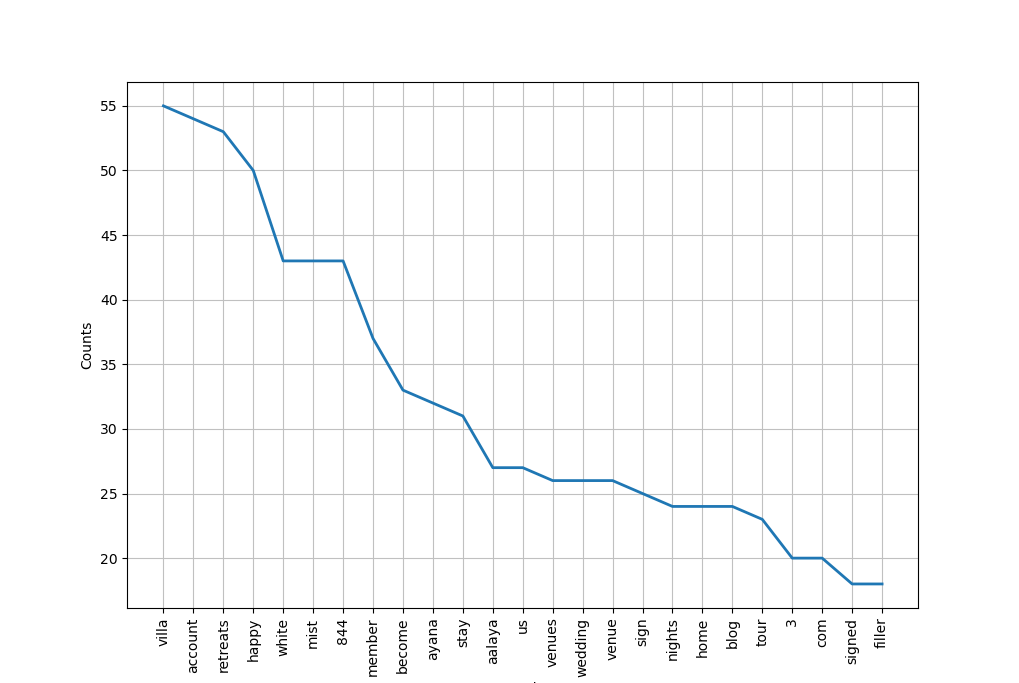 55
50
45
40
35
30
25
20
Counts
villa
account
retreats
happy
white
mist
844
member
become
ayana
stay
aalaya
us
venues
wedding
venue
sign
nights
home
blog
tour
3
com
signed
filler